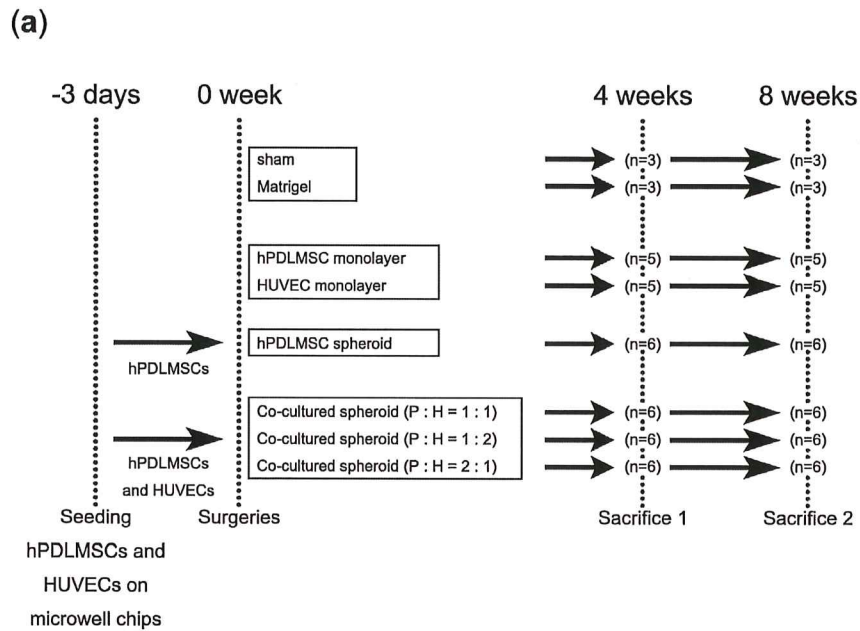 (a)
-3 days 0 week 4 weeks 8 weeks
sham (n=3) (n=3)
Matrigel (n=3) (n=3)
hPDLMSC monolayer (n=5) (n=5)
HUVEC monolayer (n=5) (n=5)
hPDLMSC spheroid (n=6) (n=6)
hPDLMSCs
Co-cultured spheroid (P : H = 1 : 1) (n=6) (n=6)
Co-cultured spheroid (P : H = 1 : 2) (n=6) (n=6)
Co-cultured spheroid (P : H = 2 : 1) (n=6) (n=6)
hPDLMSCs
and HUVECs
Seeding Surgeries Sacrifice 1 Sacrifice 2
hPDLMSCs and
HUVECs on
microwell chips